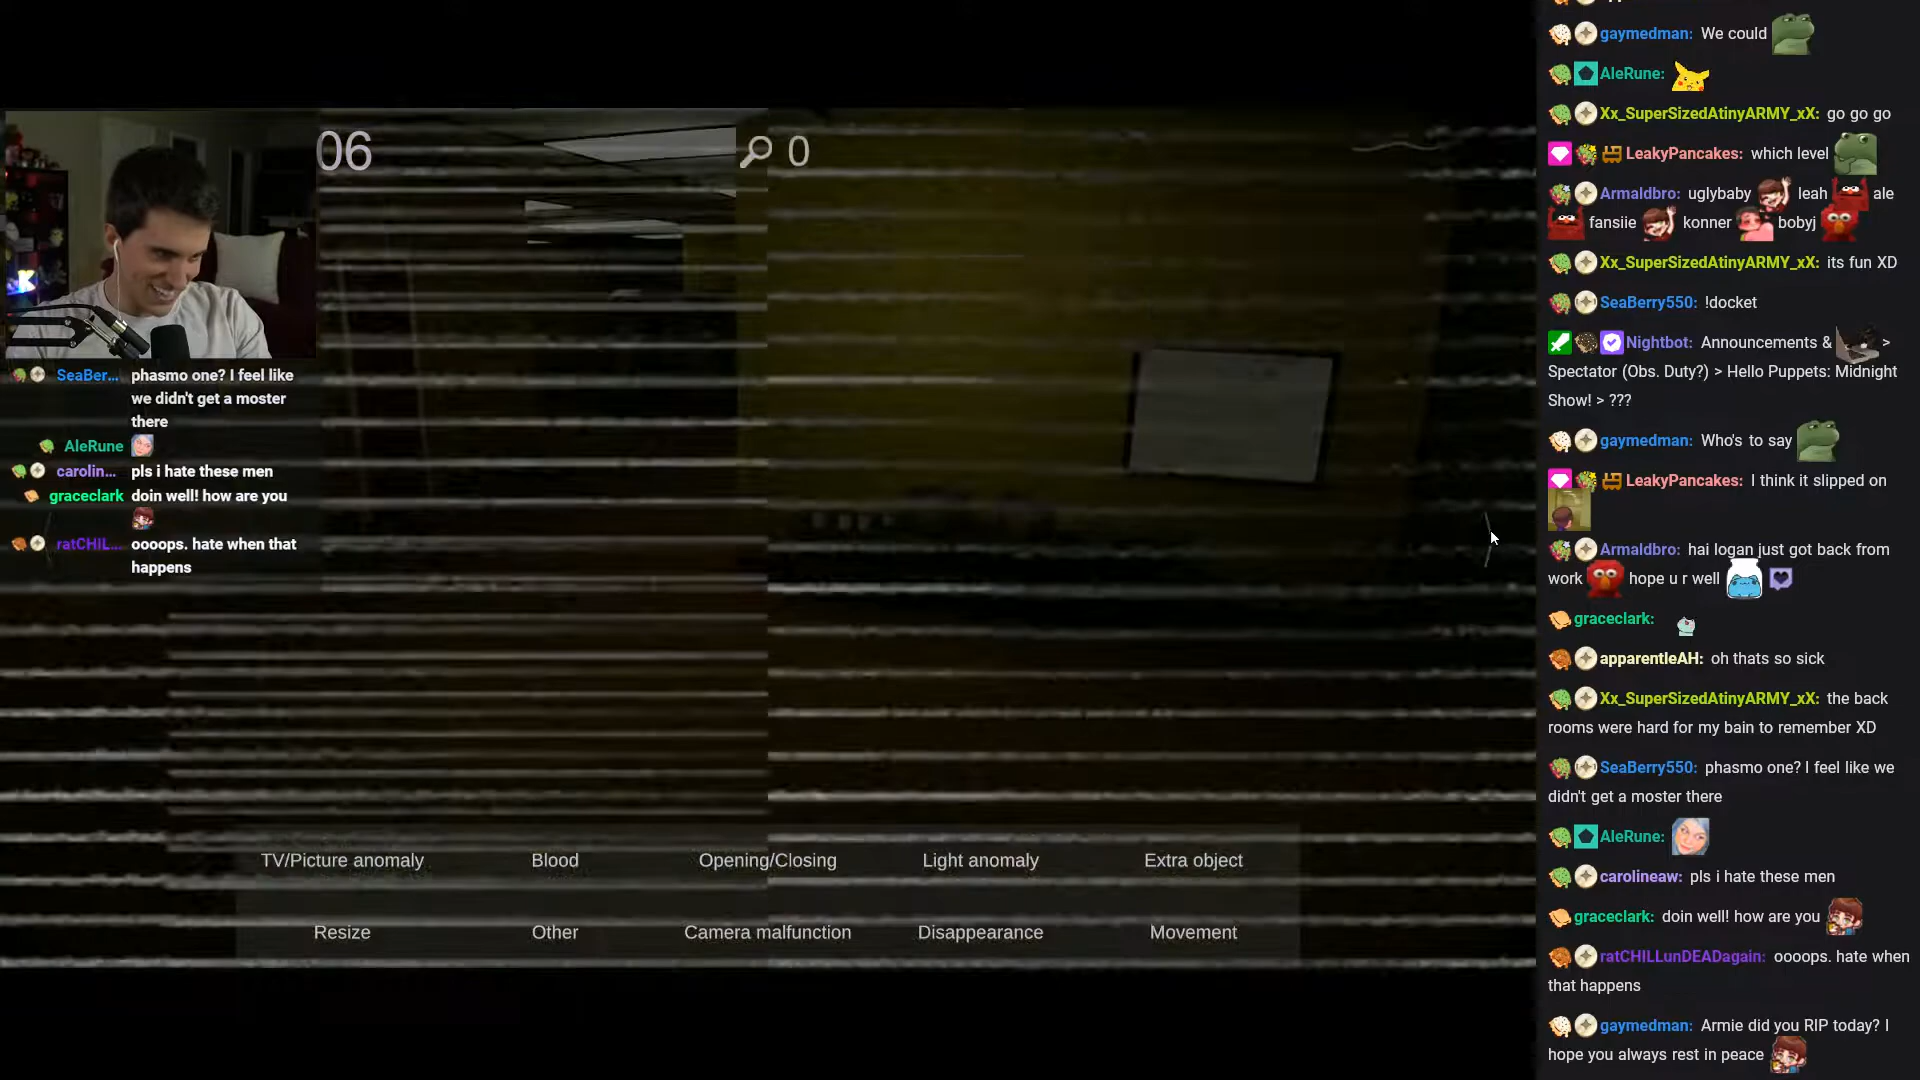 06
0
SeaBer... phasmo one? I feel like
we didn't get a moster
there
AleRune
carolin... pls i hate these men
graceclark doin well! how are you
ratCHIL... oooops. hate when that
happens
TV/Picture anomaly Blood Opening/Closing Light anomaly Extra object
Resize Other Camera malfunction Disappearance Movement
gaymedman: We could
AleRune:
Xx_SuperSizedAtinyARMY_xX: go go go
LeakyPancakes: which level
Armaldbro: uglybaby leah ale
fansiie konner bobyj
Xx_SuperSizedAtinyARMY_xX: its fun XD
SeaBerry550: !docket
Nightbot: Announcements & >
Spectator (Obs. Duty?) > Hello Puppets: Midnight
Show! > ???
gaymedman: Who's to say
LeakyPancakes: I think it slipped on
Armaldbro: hai logan just got back from
work hope u r well
graceclark:
apparentleAH: oh thats so sick
Xx_SuperSizedAtinyARMY_xX: the back
rooms were hard for my bain to remember XD
SeaBerry550: phasmo one? I feel like we
didn't get a moster there
AleRune:
carolineaw: pls i hate these men
graceclark: doin well! how are you
ratCHILLunDEADagain: oooops. hate when
that happens
gaymedman: Armie did you RIP today? I
hope you always rest in peace